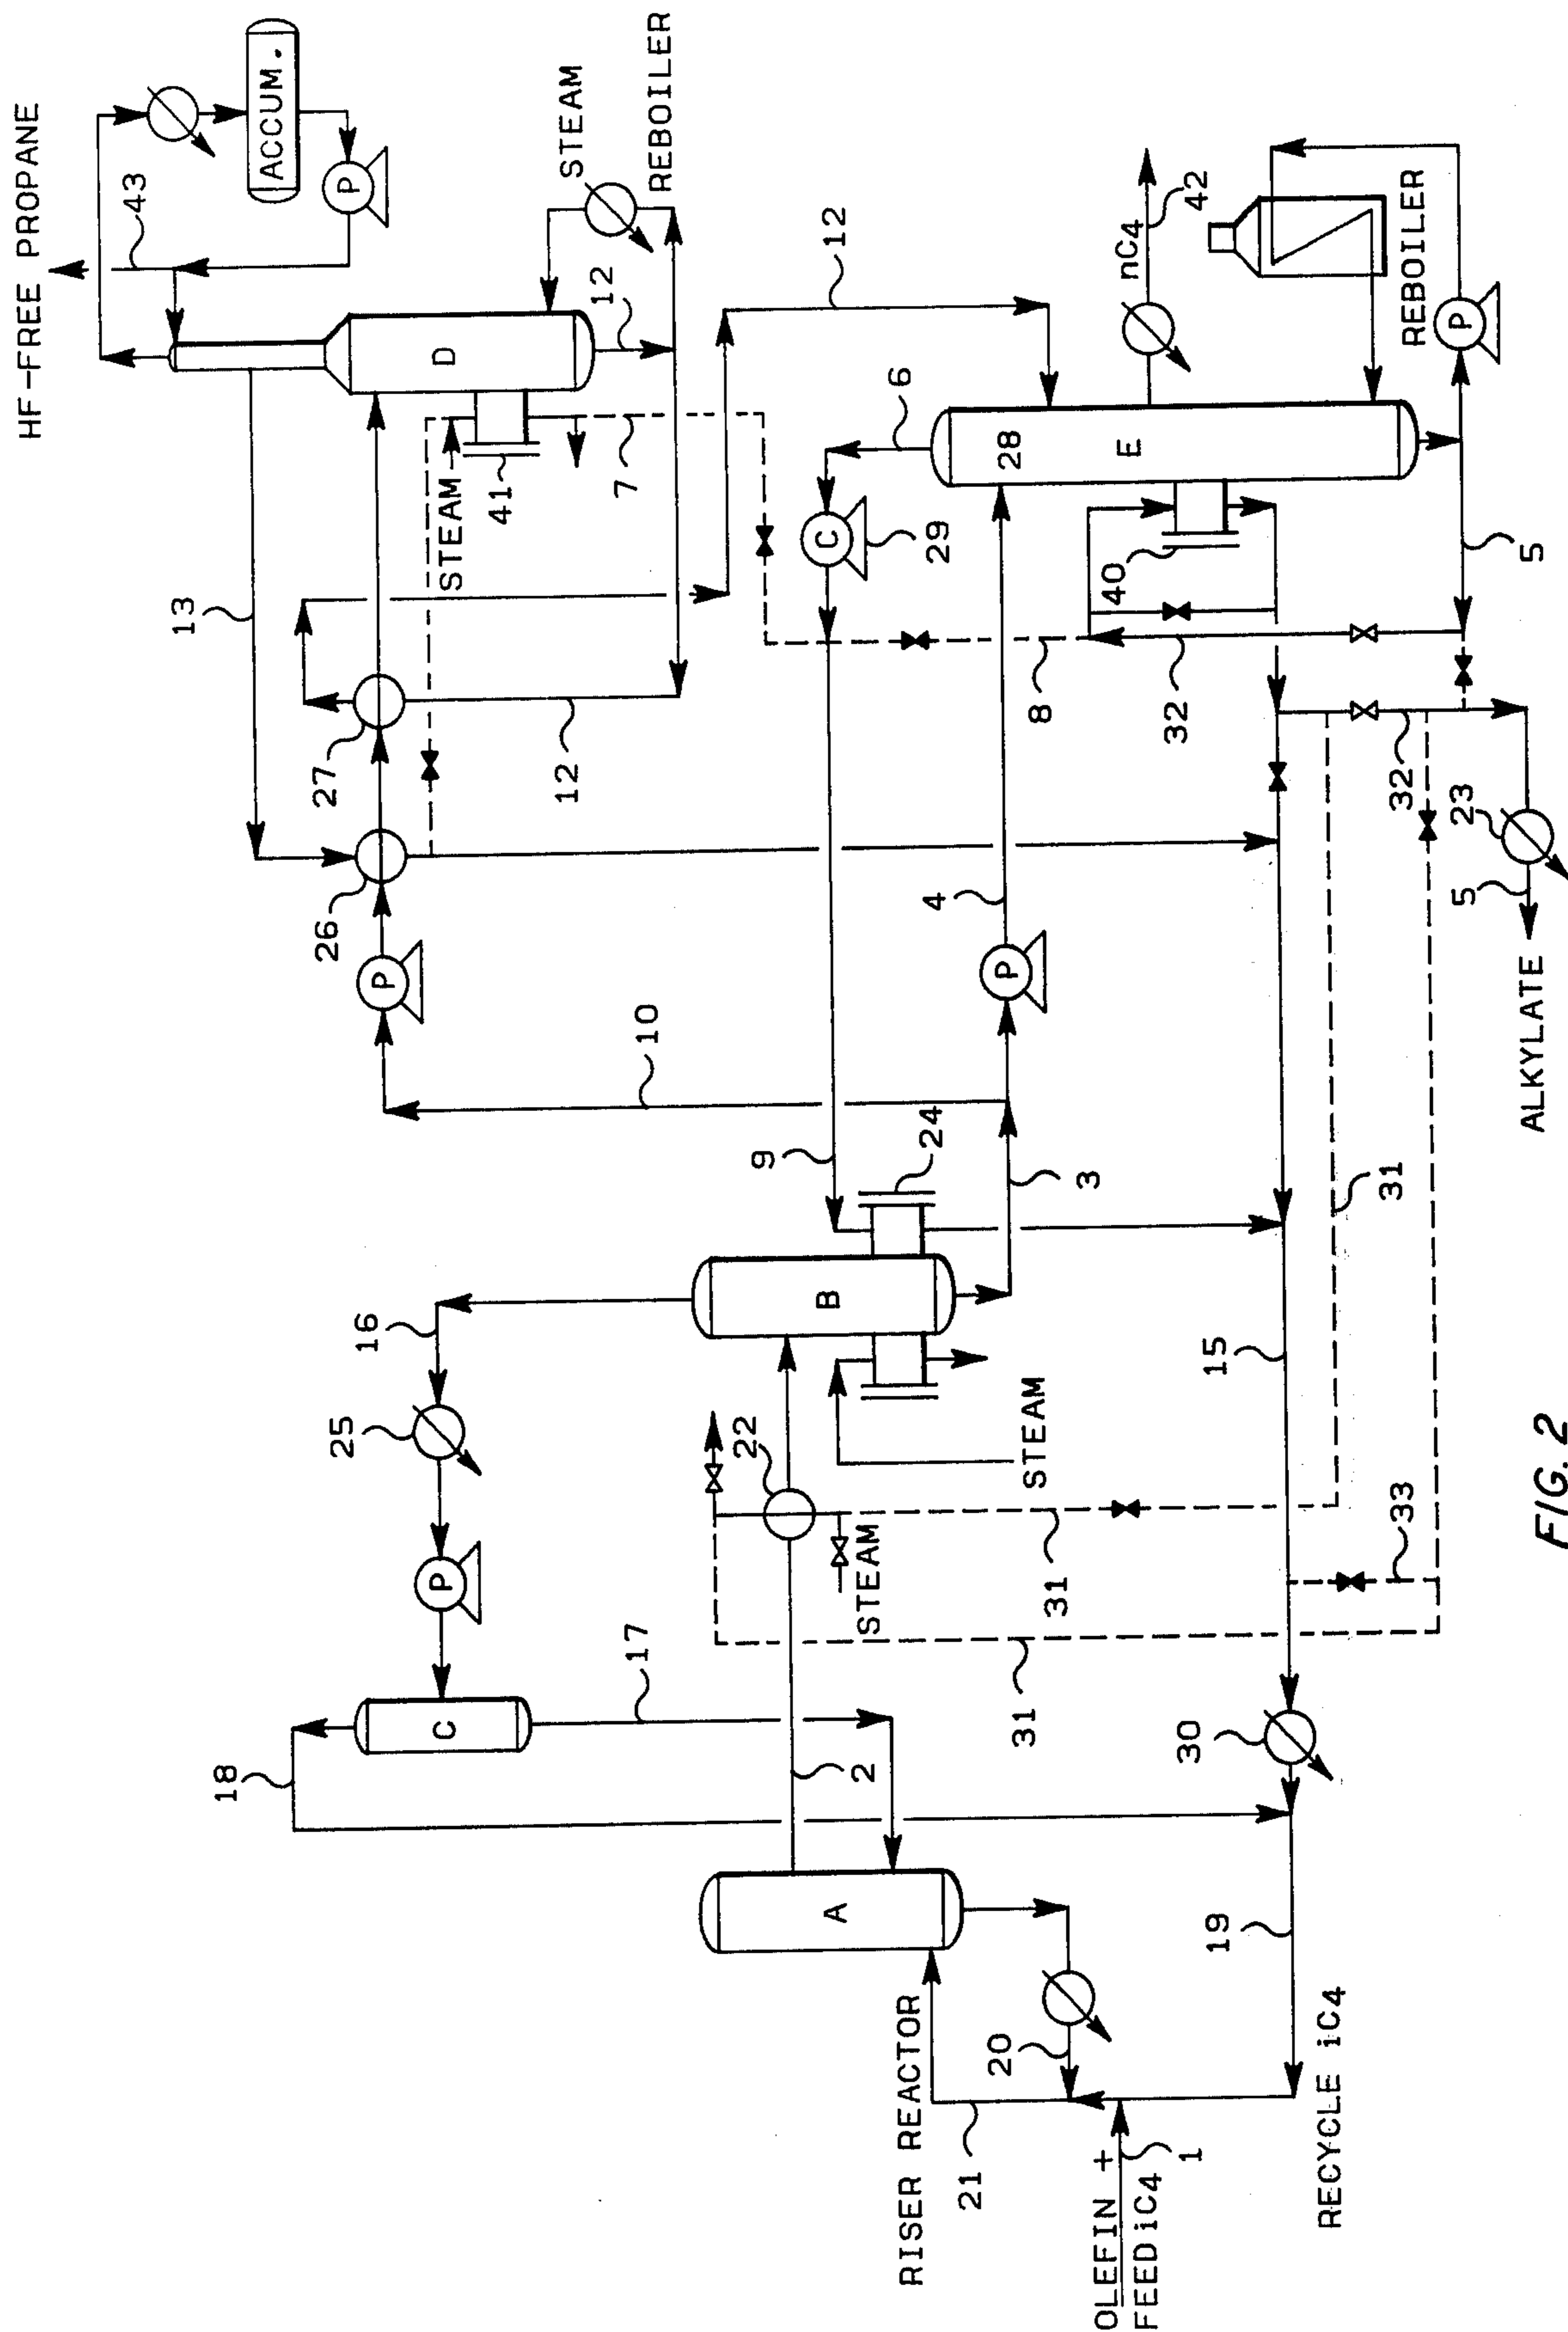 HF-FREE PROPANE
43
ACCUM.
P
STEAM
REBOILER
13
D
12
STEAM
41
7
12
nC4
42
REBOILER
P
6
28
E
C
29
40
5
27
26
12
8
32
32
23
5
ALKYLATE
P
4
P
10
9
24
3
31
16
25
B
22
STEAM
STEAM
15
33
P
31
31
C
17
18
2
30
A
19
RISER REACTOR
20
21
OLEFIN +
FEED iC4
1
RECYCLE iC4
FIG. 2